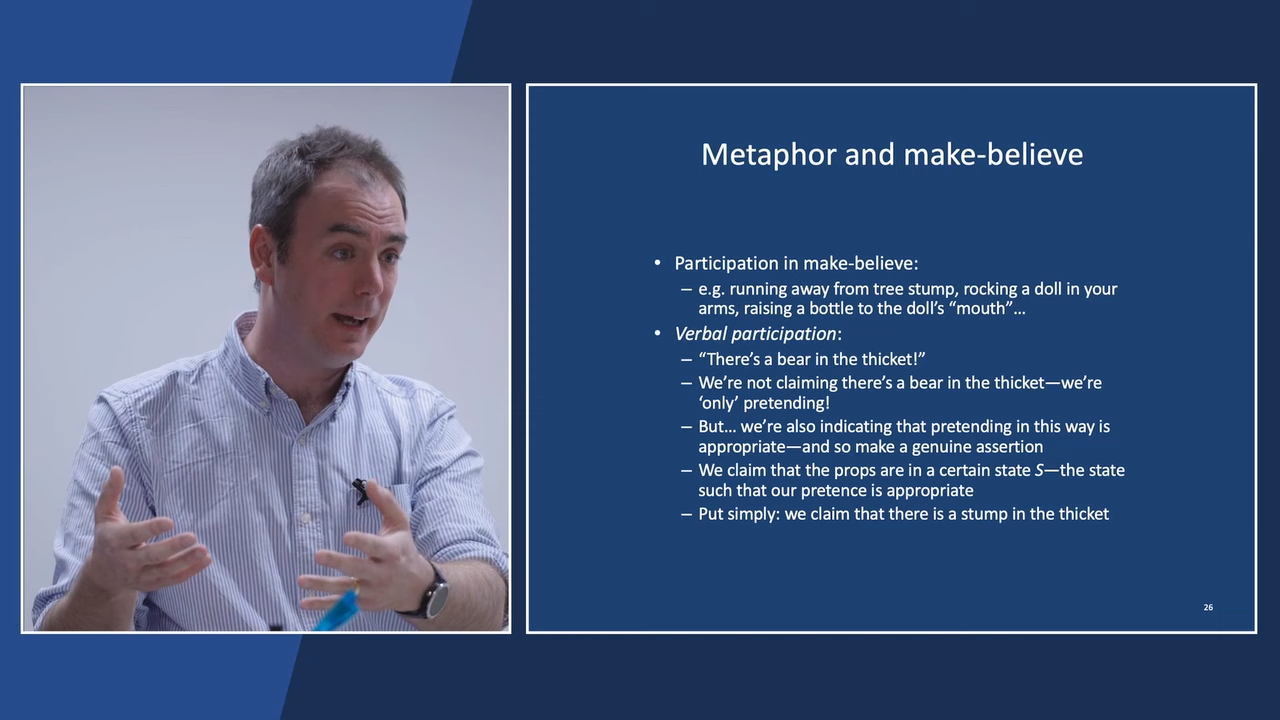 Metaphor and make-believe
• Participation in make-believe:
– e.g. running away from tree stump, rocking a doll in your
arms, raising a bottle to the doll’s “mouth”…
• Verbal participation:
– “There’s a bear in the thicket!”
– We’re not claiming there’s a bear in the thicket—we’re
‘only’ pretending!
– But… we’re also indicating that pretending in this way is
appropriate—and so make a genuine assertion
– We claim that the props are in a certain state S—the state
such that our pretence is appropriate
– Put simply: we claim that there is a stump in the thicket
26